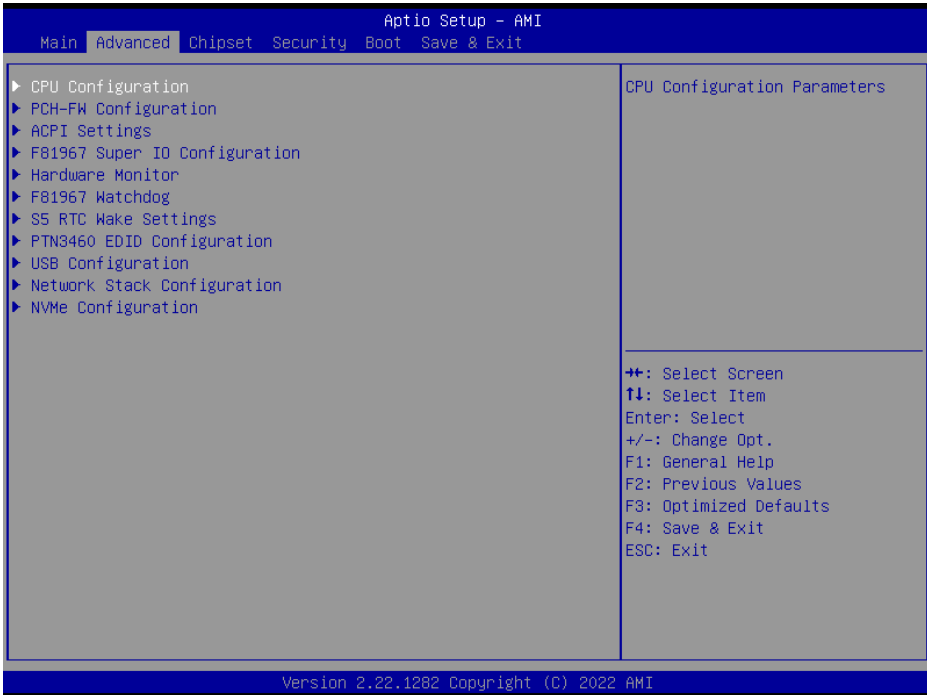 Aptio Setup – AMI
Main Advanced Chipset Security Boot Save & Exit
▶ CPU Configuration
▶ PCH-FW Configuration
▶ ACPI Settings
▶ F81967 Super IO Configuration
▶ Hardware Monitor
▶ F81967 Watchdog
▶ S5 RTC Wake Settings
▶ PTN3460 EDID Configuration
▶ USB Configuration
▶ Network Stack Configuration
▶ NVMe Configuration
CPU Configuration Parameters
→←: Select Screen
↑↓: Select Item
Enter: Select
+/-: Change Opt.
F1: General Help
F2: Previous Values
F3: Optimized Defaults
F4: Save & Exit
ESC: Exit
Version 2.22.1282 Copyright (C) 2022 AMI